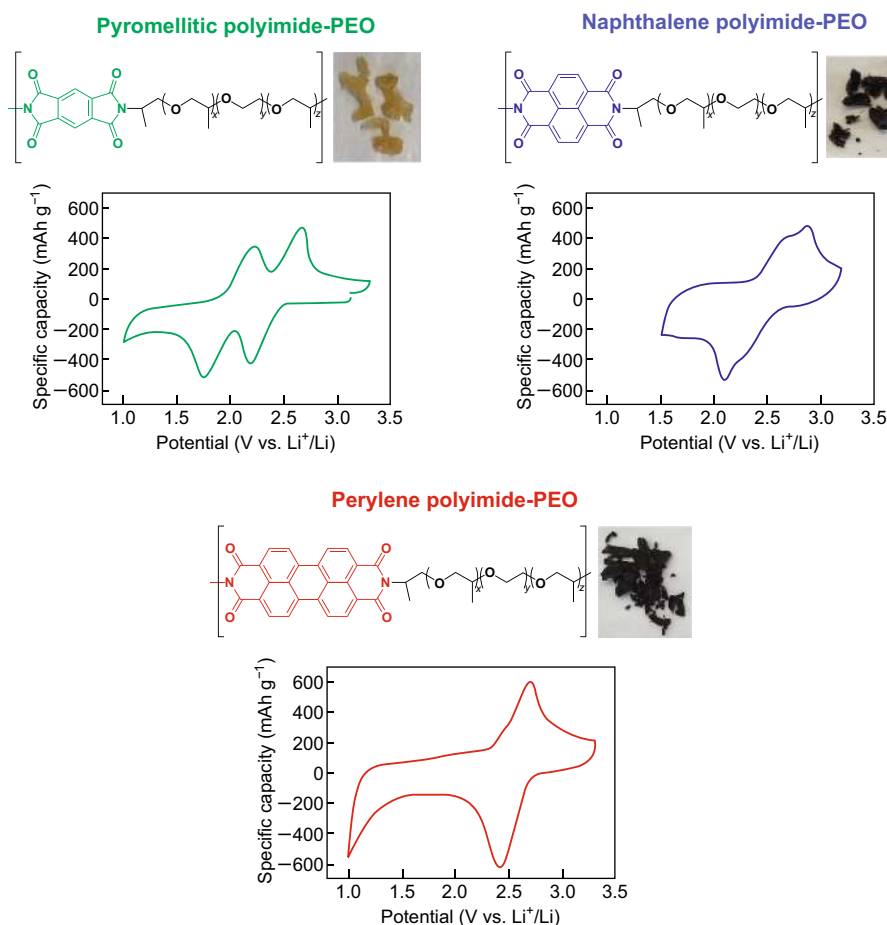 Pyromellitic polyimide-PEO
O O
N N
O O
O x O y O z
Specific capacity (mAh g⁻¹)
600
400
200
0
−200
−400
−600
1.0 1.5 2.0 2.5 3.0 3.5
Potential (V vs. Li⁺/Li)
Naphthalene polyimide-PEO
O O
N N
O O
O x O y O z
Specific capacity (mAh g⁻¹)
600
400
200
0
−200
−400
−600
1.0 1.5 2.0 2.5 3.0 3.5
Potential (V vs. Li⁺/Li)
Perylene polyimide-PEO
O O
N N
O O
O x O y O z
Specific capacity (mAh g⁻¹)
600
400
200
0
−200
−400
−600
1.0 1.5 2.0 2.5 3.0 3.5
Potential (V vs. Li⁺/Li)